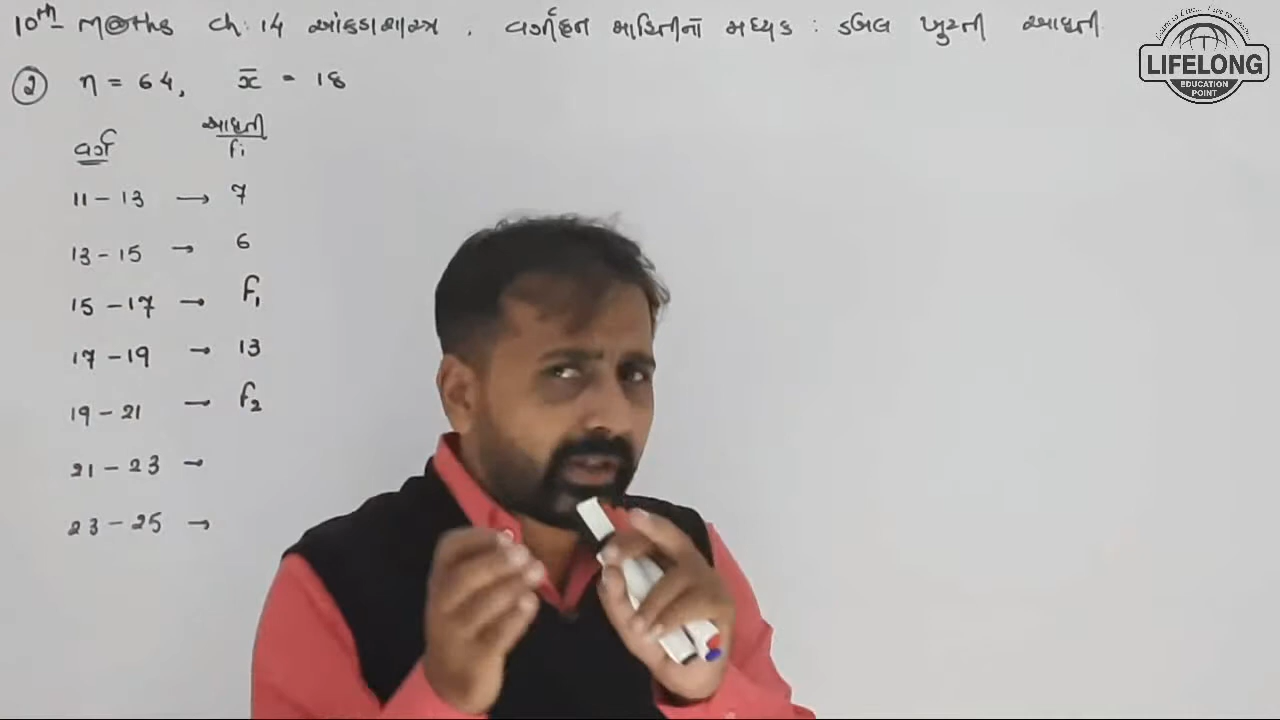 10th M@ths ch: 14 આંકડાશાસ્ત્ર . વર્ગીકૃત માહિતીનો મધ્યક : ડબલ ખુટતી આવૃત્તી
LIFELONG
EDUCATION
POINT
② n = 64, x̄ = 18
વર્ગ આવૃત્તી fi
11 – 13 → 7
13 – 15 → 6
15 – 17 → f₁
17 – 19 → 13
19 – 21 → f₂
21 – 23 →
23 – 25 →